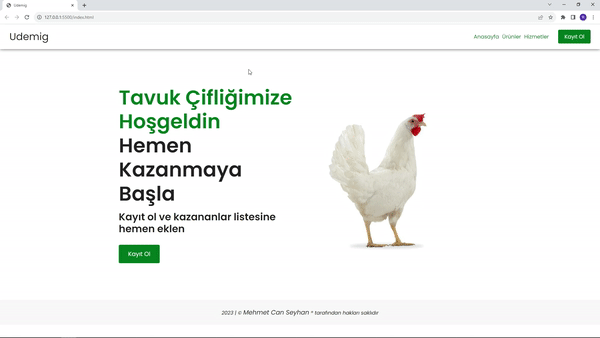 Udemig
127.0.0.1:5500/index.html
Udemig
Anasayfa Ürünler Hizmetler Kayıt Ol
Tavuk Çifliğimize
Hoşgeldin
Hemen
Kazanmaya
Başla
Kayıt ol ve kazananlar listesine
hemen eklen
Kayıt Ol
2023 | © Mehmet Can Seyhan ® tarafından hakları saklıdır